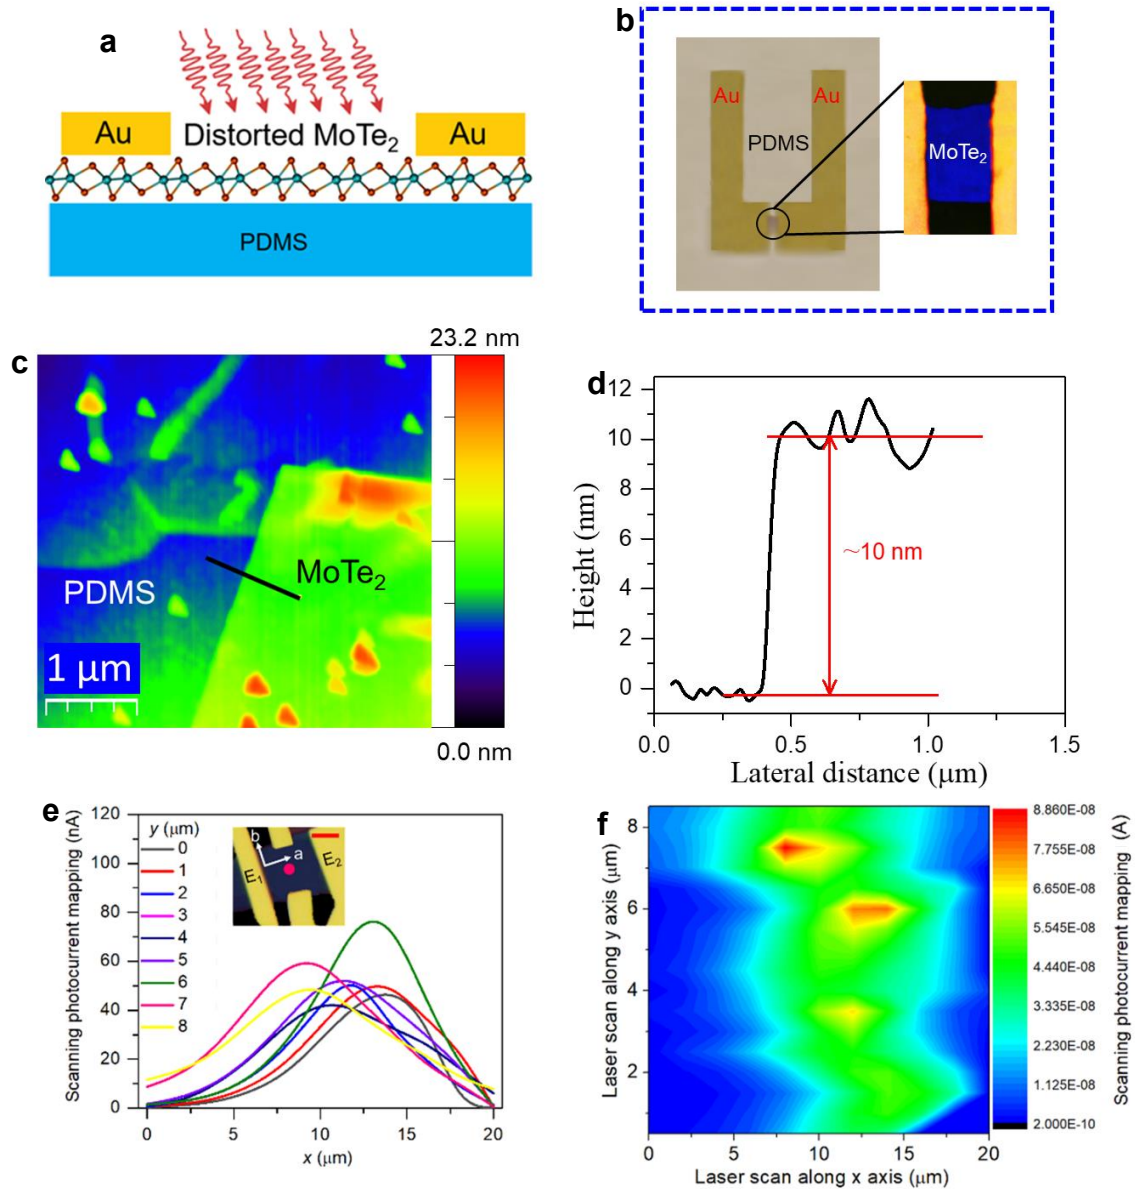 a
Au
Distorted MoTe₂
Au
PDMS
b
Au
Au
PDMS
MoTe₂
c
23.2 nm
PDMS
MoTe₂
1 μm
0.0 nm
d
Height (nm)
12
10
8
6
4
2
0
~10 nm
0.0
0.5
1.0
1.5
Lateral distance (μm)
e
Scanning photocurrent mapping (nA)
120
100
80
60
40
20
0
y (μm)
0
1
2
3
4
5
6
7
8
b
a
E₁
E₂
0
5
10
15
20
x (μm)
f
Laser scan along y axis (μm)
8
6
4
2
0
5
10
15
20
Laser scan along x axis (μm)
8.860E-08
7.755E-08
6.650E-08
5.545E-08
4.440E-08
3.335E-08
2.230E-08
1.125E-08
2.000E-10
Scanning photocurrent mapping (A)